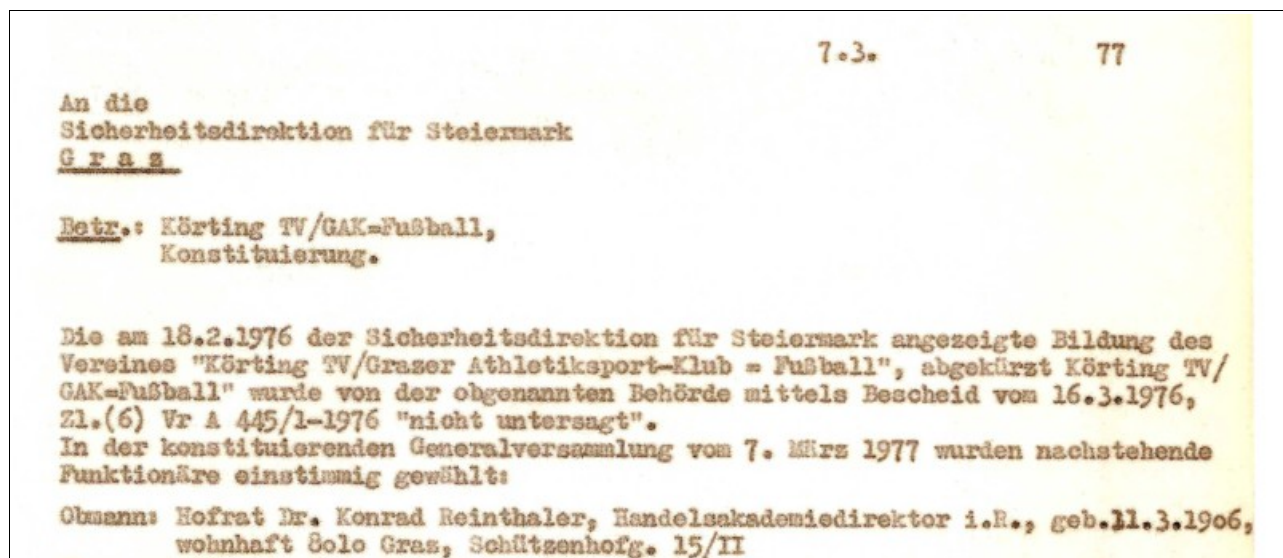 7.3. 77
An die
Sicherheitsdirektion für Steiermark
G r a z
Betr.: Körting TV/GAK=Fußball,
Konstituierung.
Die am 18.2.1976 der Sicherheitsdirektion für Steiermark angezeigte Bildung des
Vereines "Körting TV/Grazer Athletiksport-Klub = Fußball", abgekürzt Körting TV/
GAK=Fußball" wurde von der obgenannten Behörde mittels Bescheid vom 16.3.1976,
Zl.(6) Vr A 445/1-1976 "nicht untersagt".
In der konstituierenden Generalversammlung vom 7. März 1977 wurden nachstehende
Funktionäre einstimmig gewählt:
Obmann: Hofrat Dr. Konrad Reinthaler, Handelsakademiedirektor i.R., geb.11.3.19o6,
wohnhaft 8olo Graz, Schützenhofg. 15/II